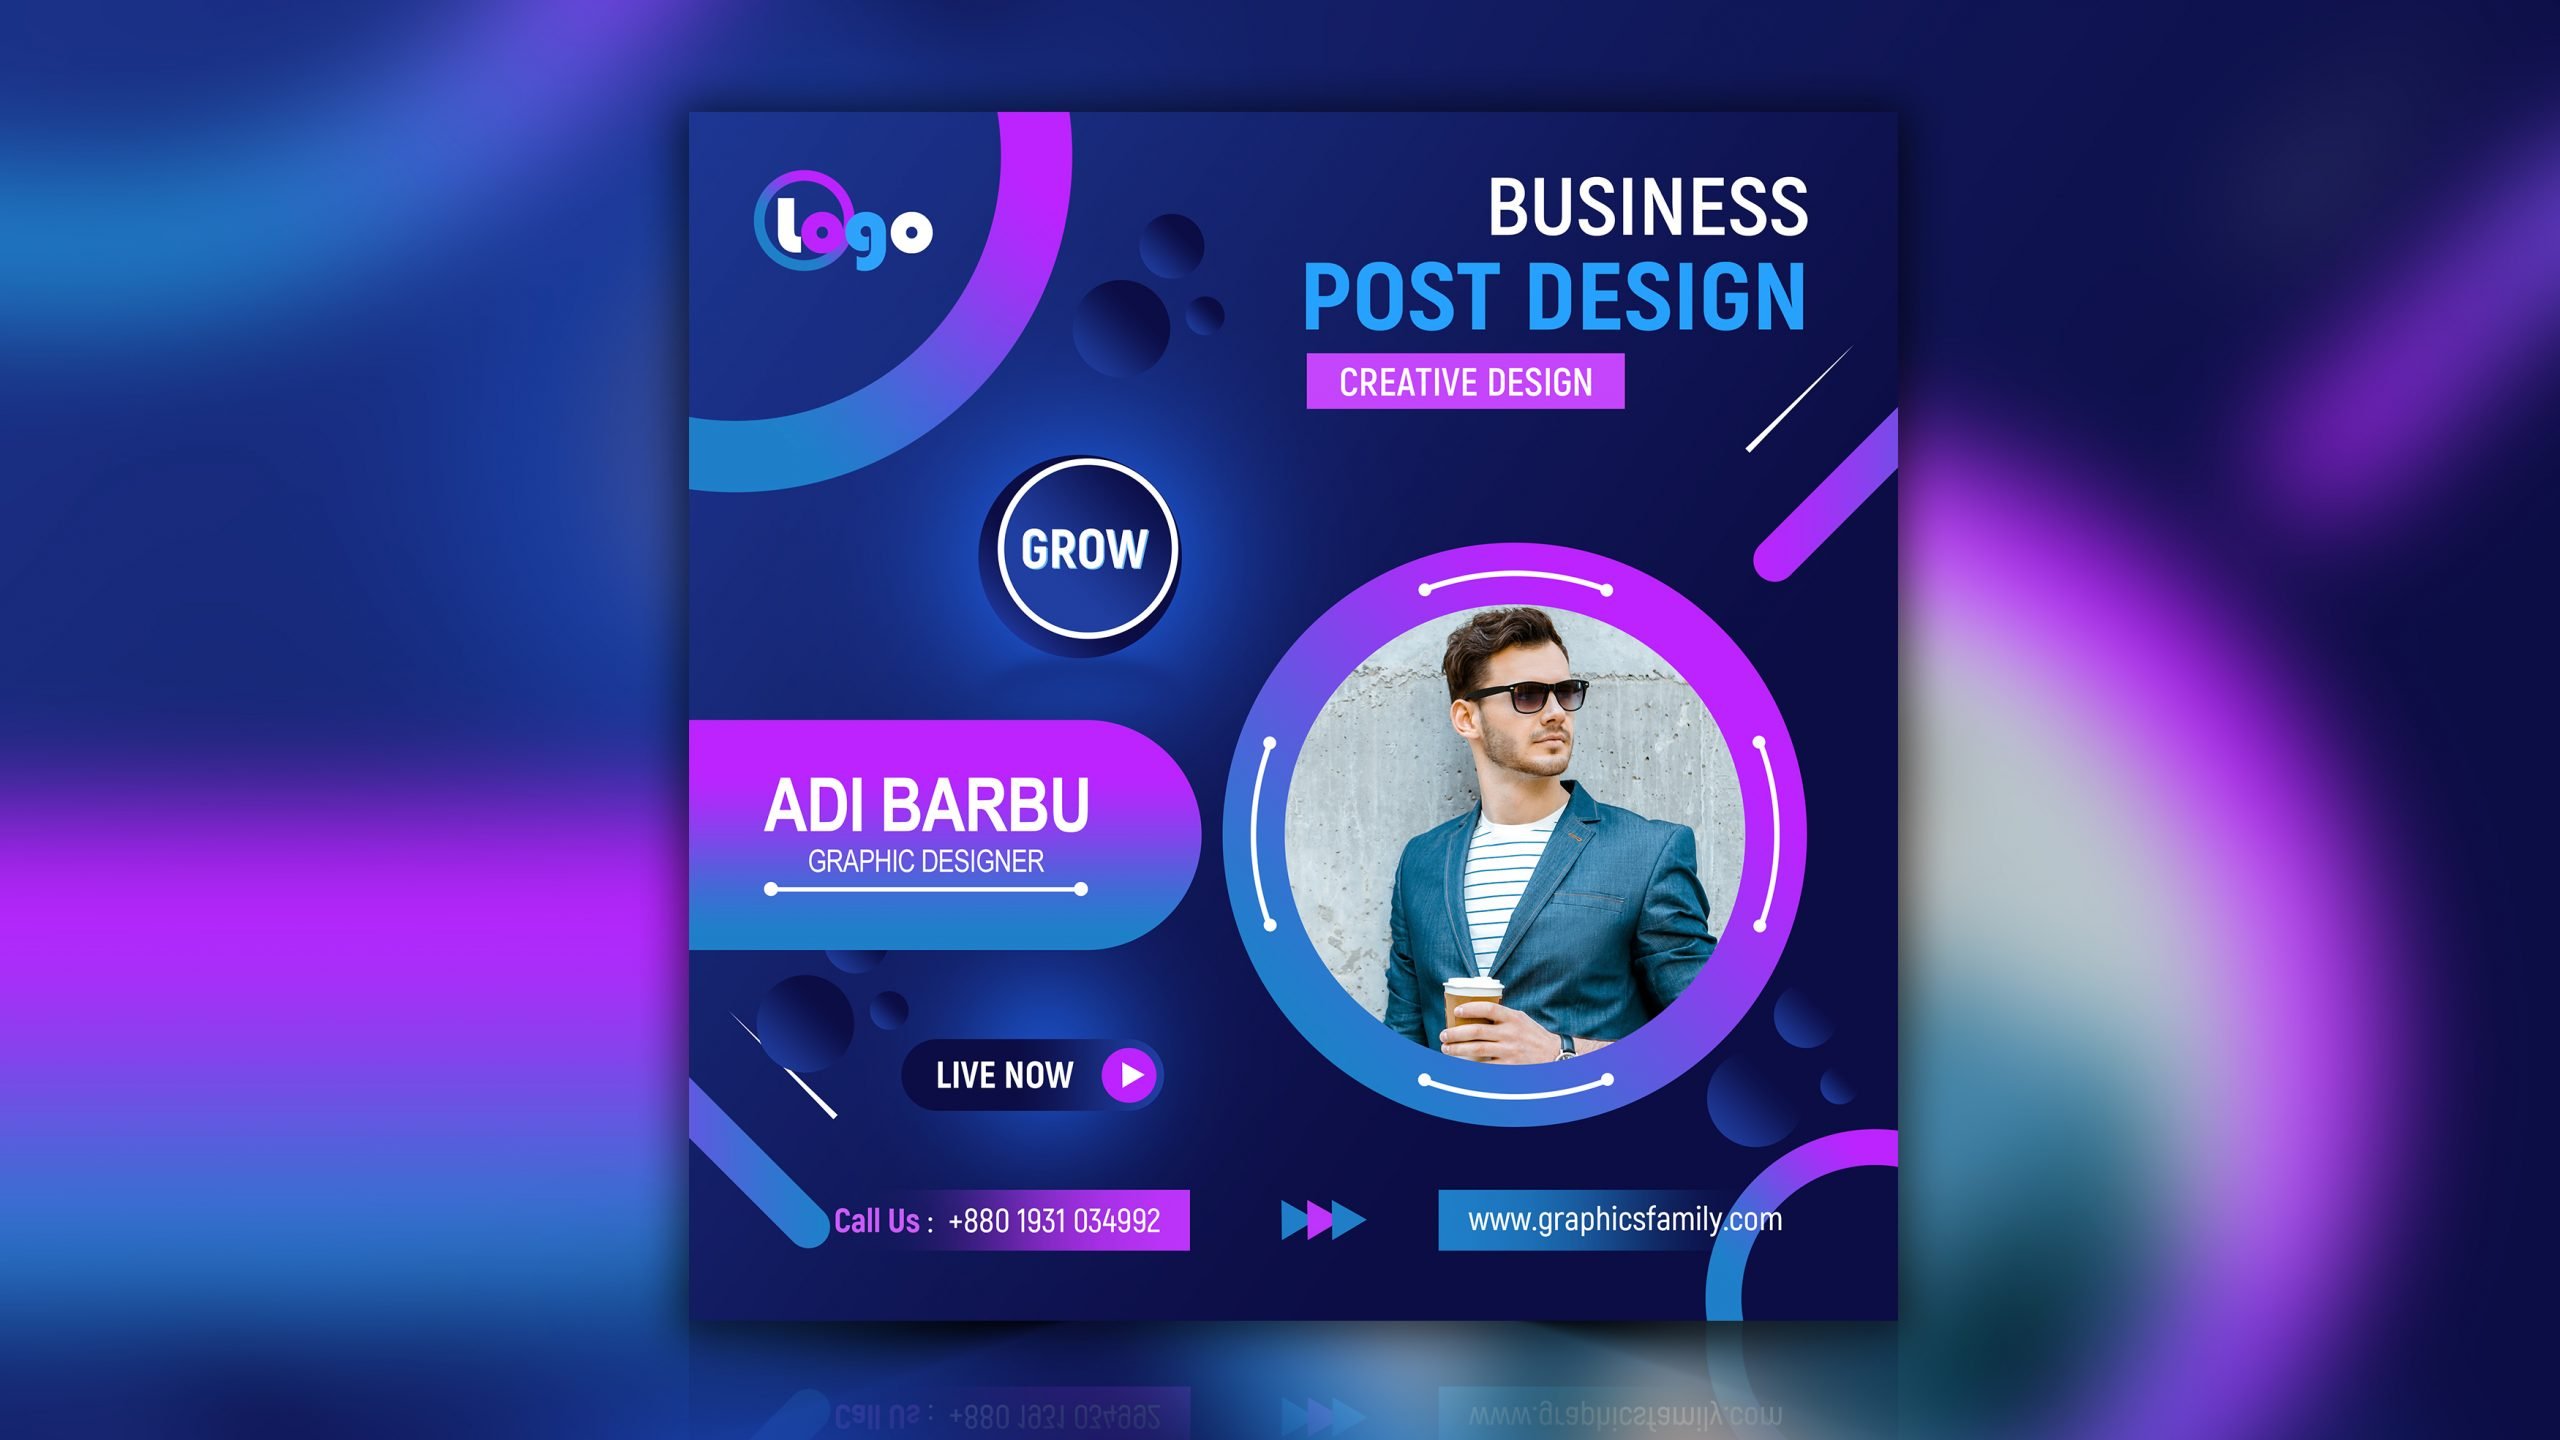 Logo
BUSINESS
POST DESIGN
CREATIVE DESIGN
GROW
ADI BARBU
GRAPHIC DESIGNER
LIVE NOW
Call Us : +880 1931 034992
www.graphicsfamily.com